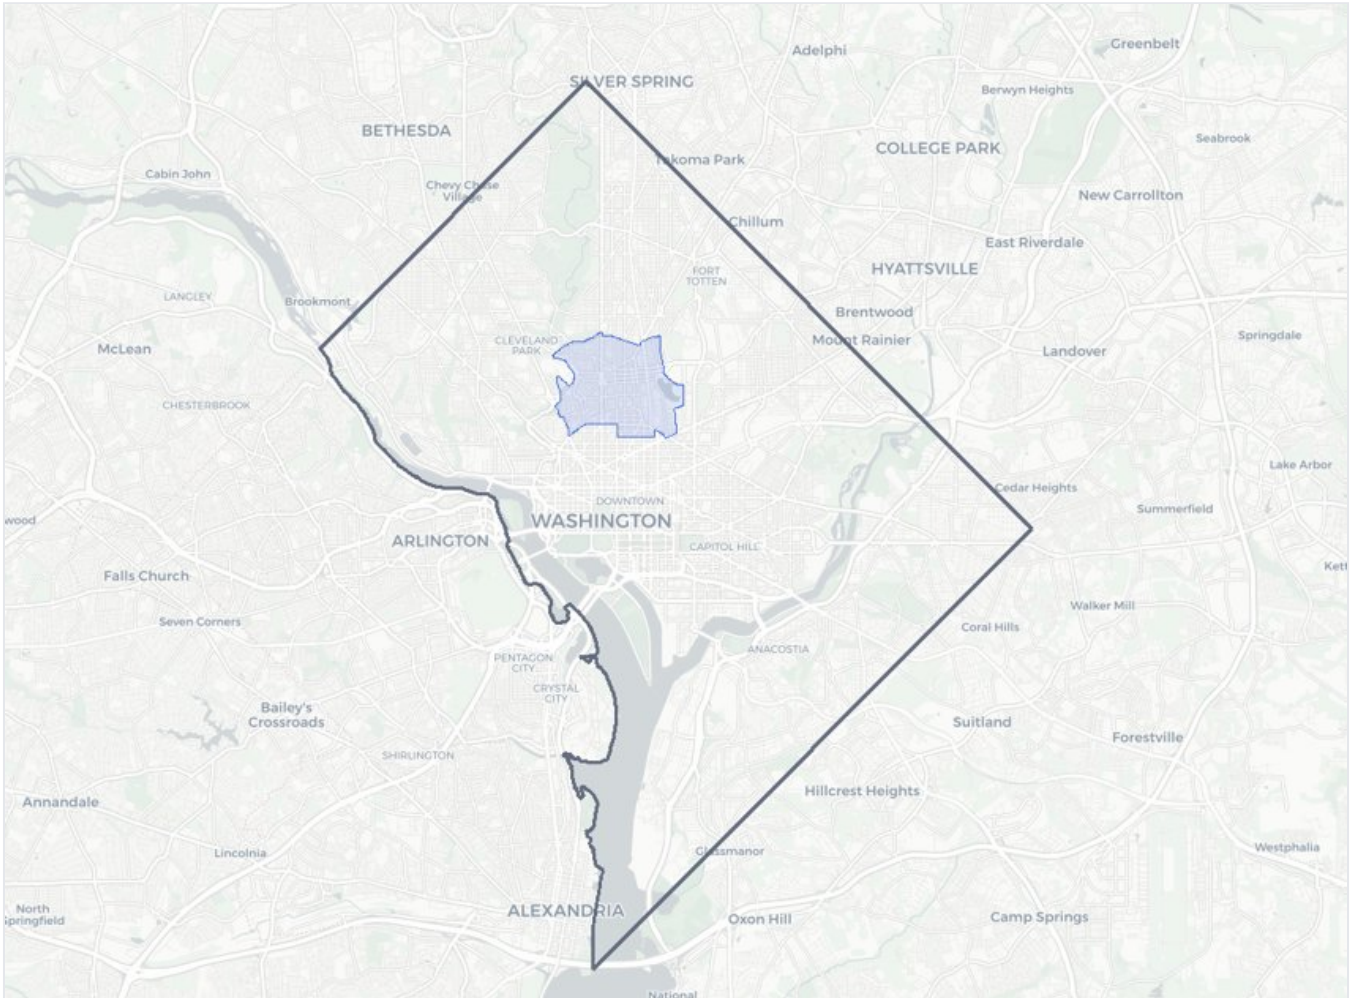 Adelphi
Greenbelt
SILVER SPRING
Berwyn Heights
BETHESDA
Seabrook
COLLEGE PARK
Takoma Park
Cabin John
Chevy Chase
Village
New Carrollton
Chillum
East Riverdale
HYATTSVILLE
FORT
TOTTEN
LANGLEY
Brookmont
Brentwood
Springdale
CLEVELAND
PARK
Mount Rainier
McLean
Landover
CHESTERBROOK
Lake Arbor
Cedar Heights
DOWNTOWN
Summerfield
wood
WASHINGTON
ARLINGTON
CAPITOL HILL
Kett
Falls Church
Walker Mill
Seven Corners
Coral Hills
ANACOSTIA
PENTAGON
CITY
CRYSTAL
CITY
Bailey's
Crossroads
Suitland
Forestville
SHIRLINGTON
Hillcrest Heights
Annandale
Lincolnia
Glassmanor
Westphalia
North
Springfield
ALEXANDRIA
Oxon Hill
Camp Springs
National